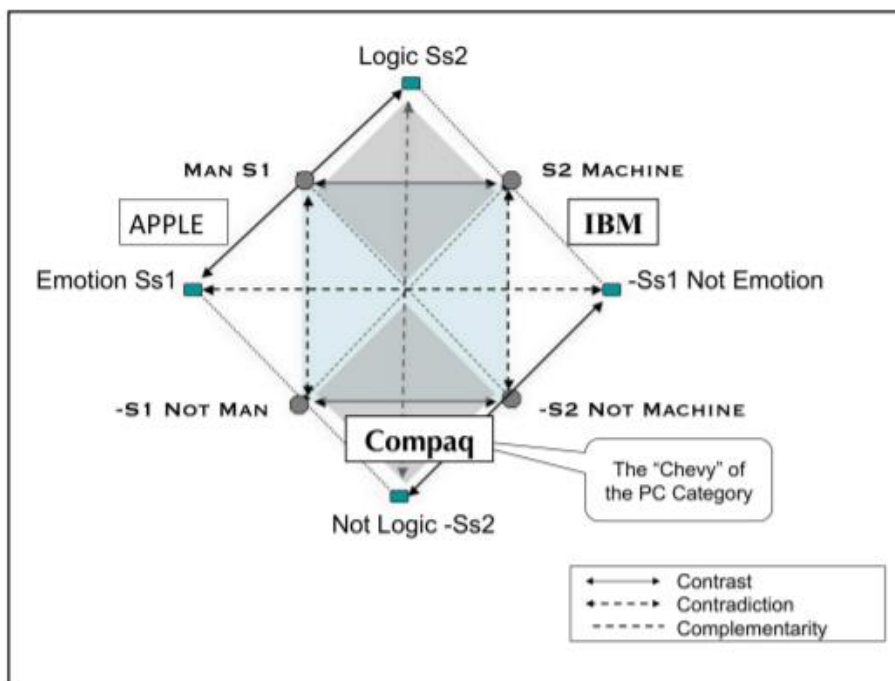 Logic Ss2
MAN S1
S2 MACHINE
APPLE
IBM
Emotion Ss1
-Ss1 Not Emotion
-S1 NOT MAN
-S2 NOT MACHINE
Compaq
The “Chevy” of
the PC Category
Not Logic -Ss2
Contrast
Contradiction
Complementarity